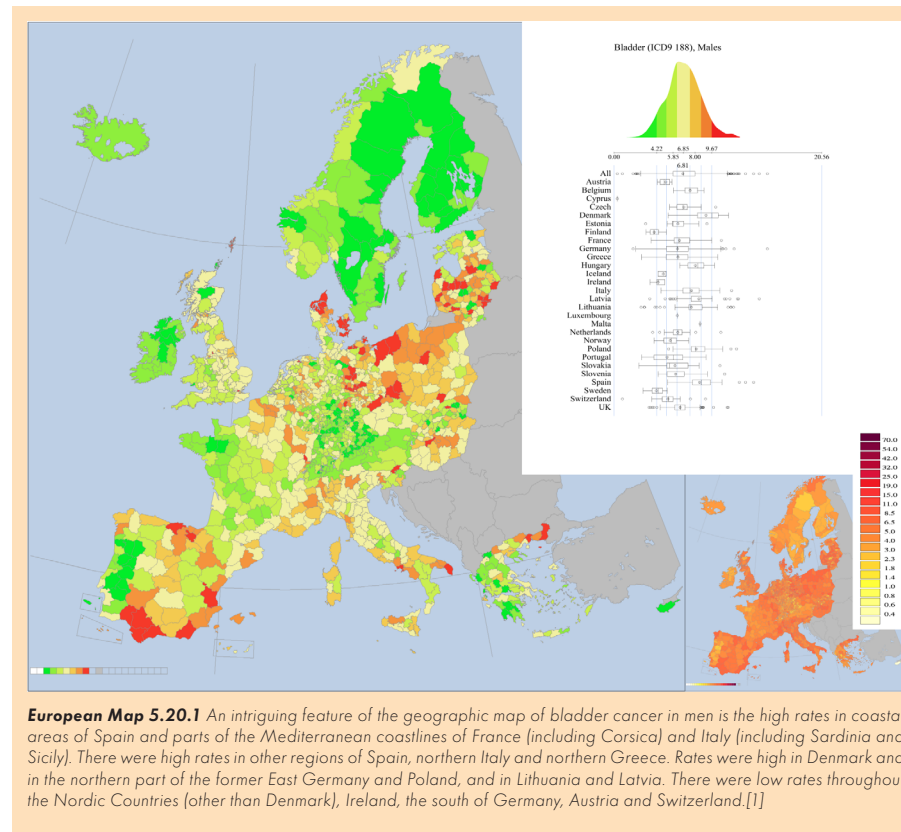 Bladder (ICD9 188), Males
4.22 6.83 9.67
0.00 5.85 8.00 20.56
6.81
All
Austria
Belgium
Cyprus
Czech
Denmark
Estonia
Finland
France
Germany
Greece
Hungary
Iceland
Ireland
Italy
Latvia
Lithuania
Luxembourg
Malta
Netherlands
Norway
Poland
Portugal
Slovakia
Slovenia
Spain
Sweden
Switzerland
UK
70.0
54.0
42.0
32.0
25.0
19.0
15.0
11.0
8.5
6.5
5.0
4.0
3.0
2.3
1.8
1.4
1.0
0.8
0.6
0.4
European Map 5.20.1 An intriguing feature of the geographic map of bladder cancer in men is the high rates in coasta
areas of Spain and parts of the Mediterranean coastlines of France (including Corsica) and Italy (including Sardinia and
Sicily). There were high rates in other regions of Spain, northern Italy and northern Greece. Rates were high in Denmark and
in the northern part of the former East Germany and Poland, and in Lithuania and Latvia. There were low rates throughou
the Nordic Countries (other than Denmark), Ireland, the south of Germany, Austria and Switzerland.[1]